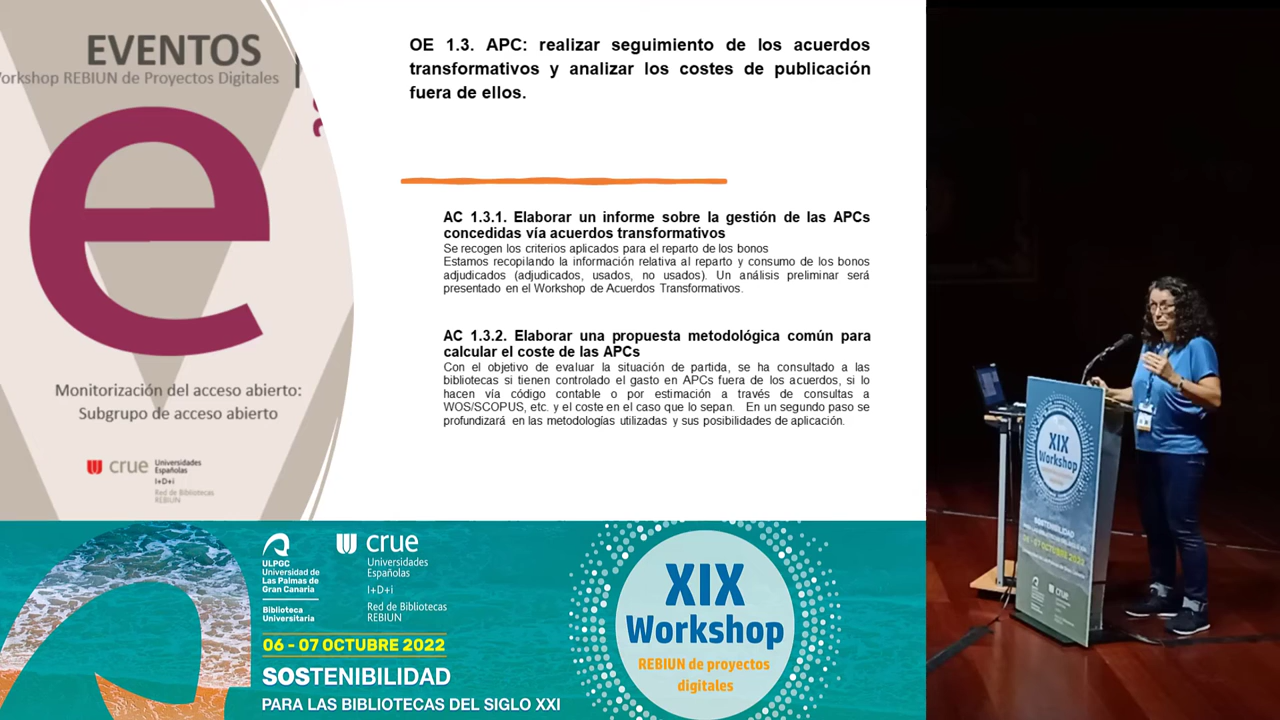 EVENTOS
Workshop REBIUN de Proyectos Digitales
OE 1.3. APC: realizar seguimiento de los acuerdos
transformativos y analizar los costes de publicación
fuera de ellos.
AC 1.3.1. Elaborar un informe sobre la gestión de las APCs
concedidas vía acuerdos transformativos
Se recogen los criterios aplicados para el reparto de los bonos
Estamos recopilando la información relativa al reparto y consumo de los bonos
adjudicados (adjudicados, usados, no usados). Un análisis preliminar será
presentado en el Workshop de Acuerdos Transformativos.
AC 1.3.2. Elaborar una propuesta metodológica común para
calcular el coste de las APCs
Con el objetivo de evaluar la situación de partida, se ha consultado a las
bibliotecas si tienen controlado el gasto en APCs fuera de los acuerdos, si lo
hacen vía código contable o por estimación a través de consultas a
WOS/SCOPUS, etc. y el coste en el caso que lo sepan. En un segundo paso se
profundizará en las metodologías utilizadas y sus posibilidades de aplicación.
e
Monitorización del acceso abierto:
Subgrupo de acceso abierto
crue
Universidades
Españolas
I+D+i
Red de Bibliotecas
REBIUN
ULPGC
Universidad de
Las Palmas de
Gran Canaria
Biblioteca
Universitaria
crue
Universidades
Españolas
I+D+i
Red de Bibliotecas
REBIUN
06 - 07 OCTUBRE 2022
SOSTENIBILIDAD
PARA LAS BIBLIOTECAS DEL SIGLO XXI
XIX
Workshop
REBIUN de proyectos
digitales
XIX
Workshop
SOSTENIBILIDAD
06 - 07 OCTUBRE 2022
crue